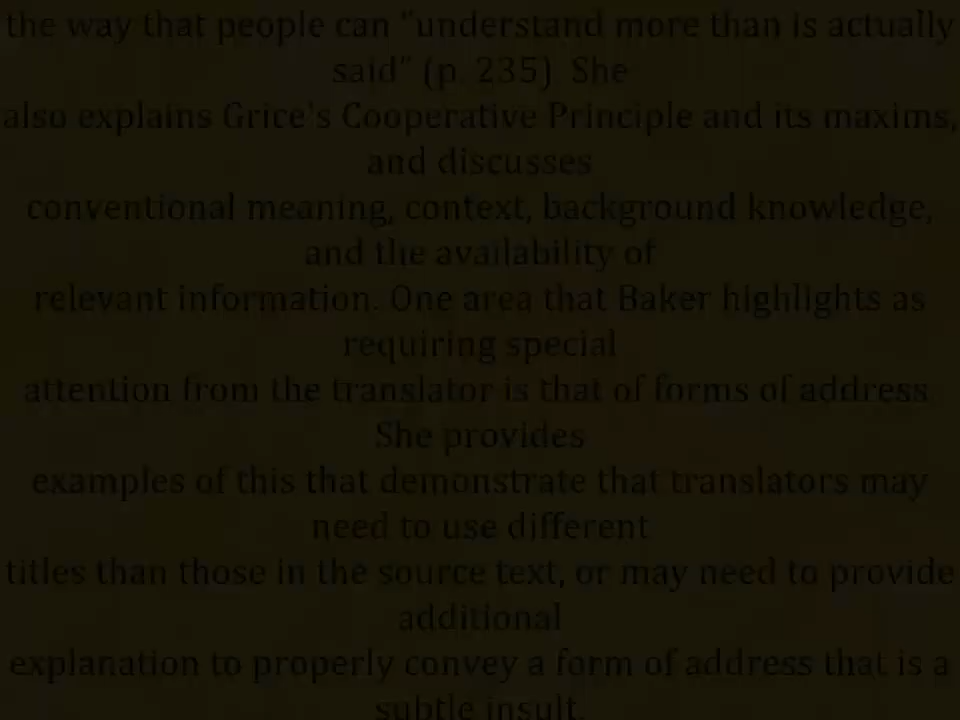 the way that people can "understand more than is actually
said" (p. 235). She
also explains Grice's Cooperative Principle and its maxims,
and discusses
conventional meaning, context, background knowledge,
and the availability of
relevant information. One area that Baker highlights as
requiring special
attention from the translator is that of forms of address
She provides
examples of this that demonstrate that translators may
need to use different
titles than those in the source text, or may need to provide
additional
explanation to properly convey a form of address that is a
subtle insult.